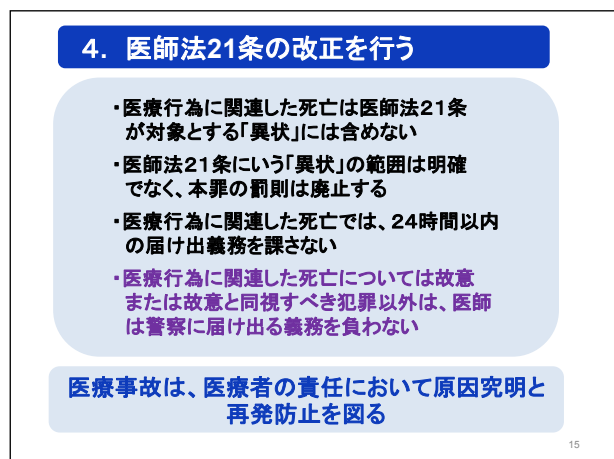 ４．医師法21条の改正を行う
・医療行為に関連した死亡は医師法２１条
が対象とする「異状」には含めない
・医師法２１条にいう「異状」の範囲は明確
でなく、本罪の罰則は廃止する
・医療行為に関連した死亡では、２４時間以内
の届け出義務を課さない
・医療行為に関連した死亡については故意
または故意と同視すべき犯罪以外は、医師
は警察に届け出る義務を負わない
医療事故は、医療者の責任において原因究明と
再発防止を図る
15